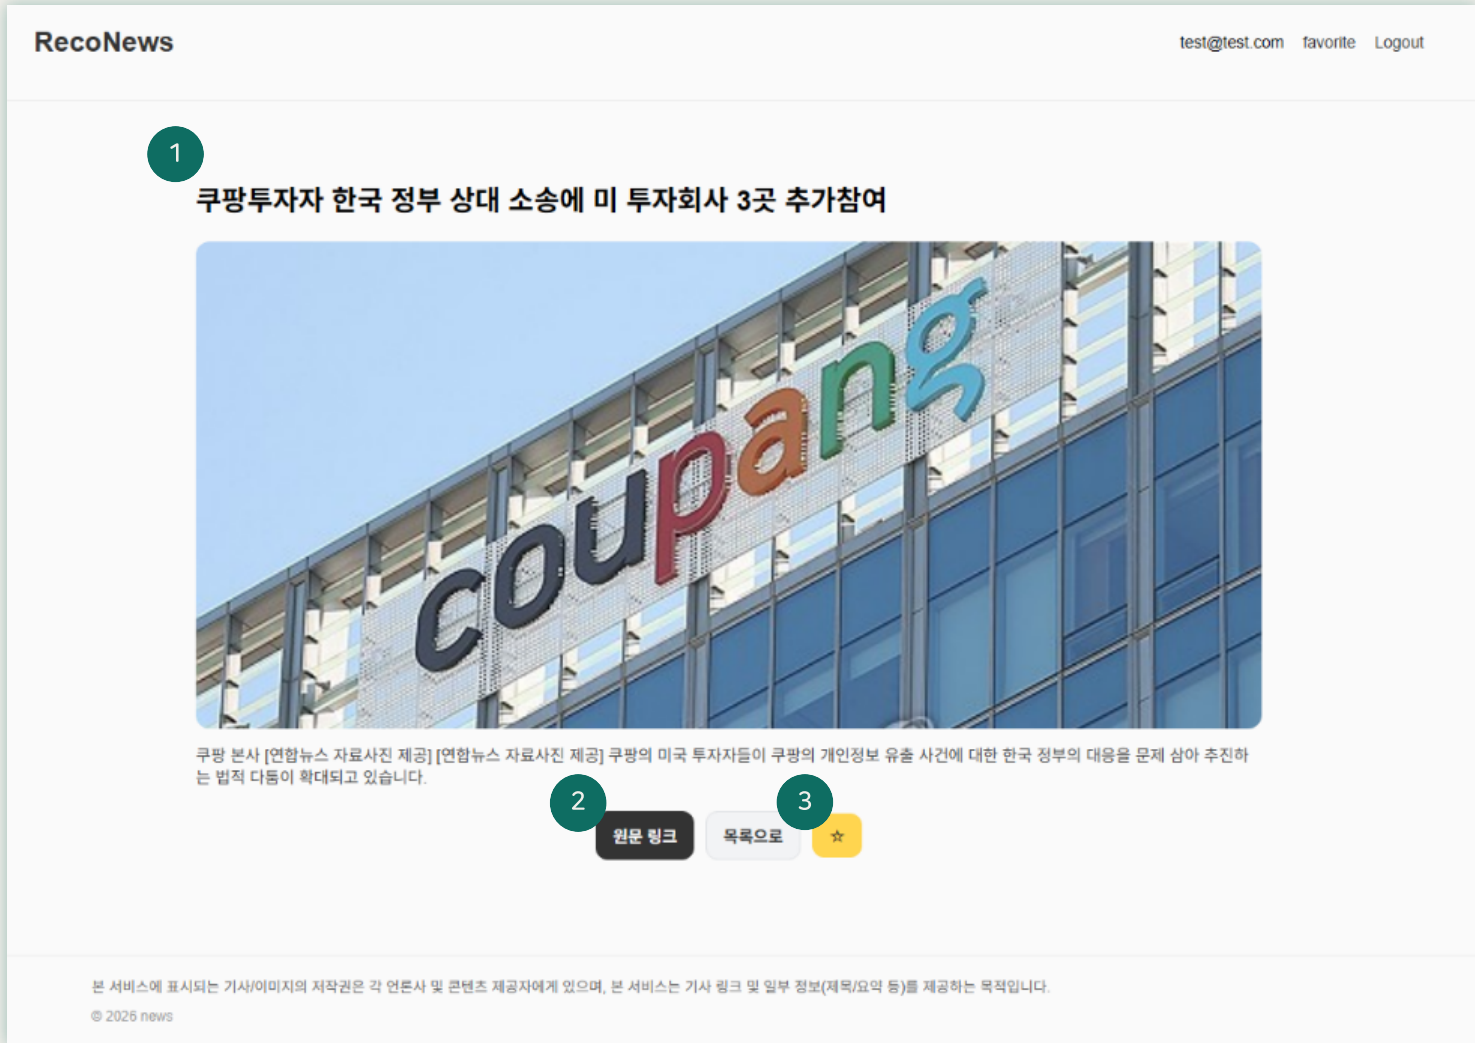 RecoNews
test@test.com favorite Logout
1
쿠팡투자자 한국 정부 상대 소송에 미 투자회사 3곳 추가참여
coupang
쿠팡 본사 [연합뉴스 자료사진 제공] [연합뉴스 자료사진 제공] 쿠팡의 미국 투자자들이 쿠팡의 개인정보 유출 사건에 대한 한국 정부의 대응을 문제 삼아 추진하
는 법적 다툼이 확대되고 있습니다.
2
3
원문 링크 목록으로 ☆
본 서비스에 표시되는 기사/이미지의 저작권은 각 언론사 및 콘텐츠 제공자에게 있으며, 본 서비스는 기사 링크 및 일부 정보(제목/요약 등)를 제공하는 목적입니다.
© 2026 news